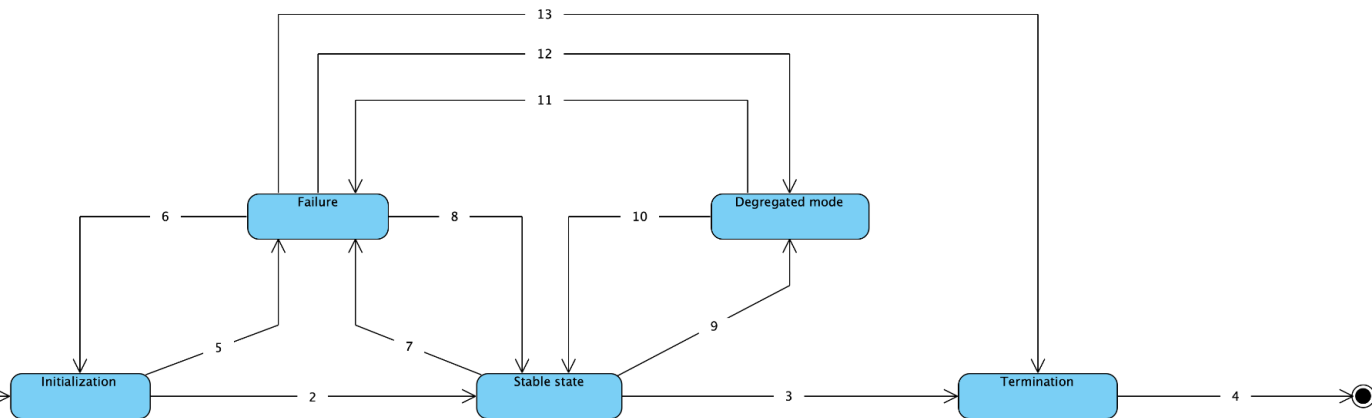 13
12
11
Failure
Degregated mode
6
8
10
9
5
7
Initialization
Stable state
Termination
2
3
4